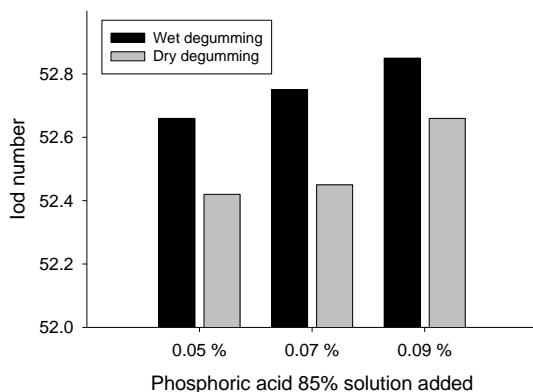 Wet degumming
Dry degumming
52.8
52.6
52.4
52.2
52.0
Iod number
0.05 %
0.07 %
0.09 %
Phosphoric acid 85% solution added